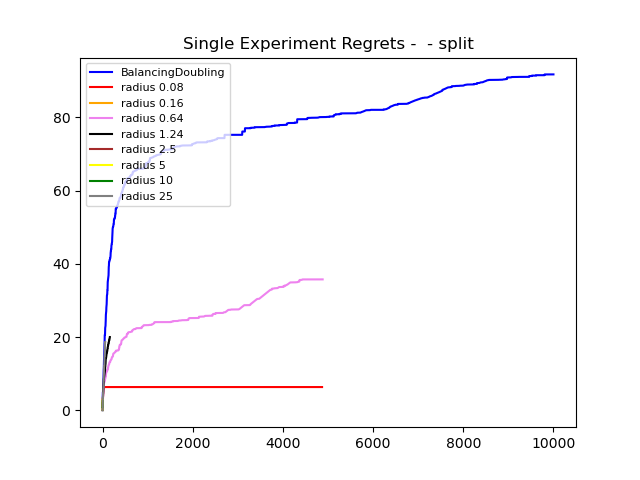 Single Experiment Regrets -  - split
BalancingDoubling
radius 0.08
radius 0.16
radius 0.64
radius 1.24
radius 2.5
radius 5
radius 10
radius 25
80
60
40
20
0
0 2000 4000 6000 8000 10000